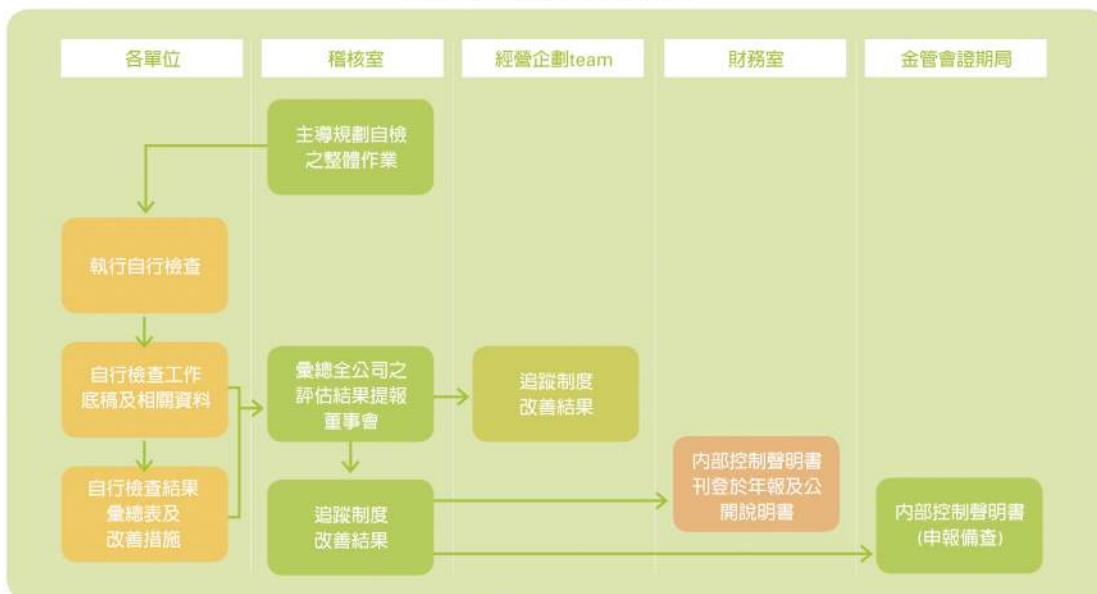 各單位
稽核室
經營企劃team
財務室
金管會證期局
主導規劃自檢
之整體作業
執行自行檢查
自行檢查工作
底稿及相關資料
彙總全公司之
評估結果提報
董事會
追蹤制度
改善結果
自行檢查結果
彙總表及
改善措施
追蹤制度
改善結果
內部控制聲明書
刊登於年報及公
開說明書
內部控制聲明書
(申報備查)